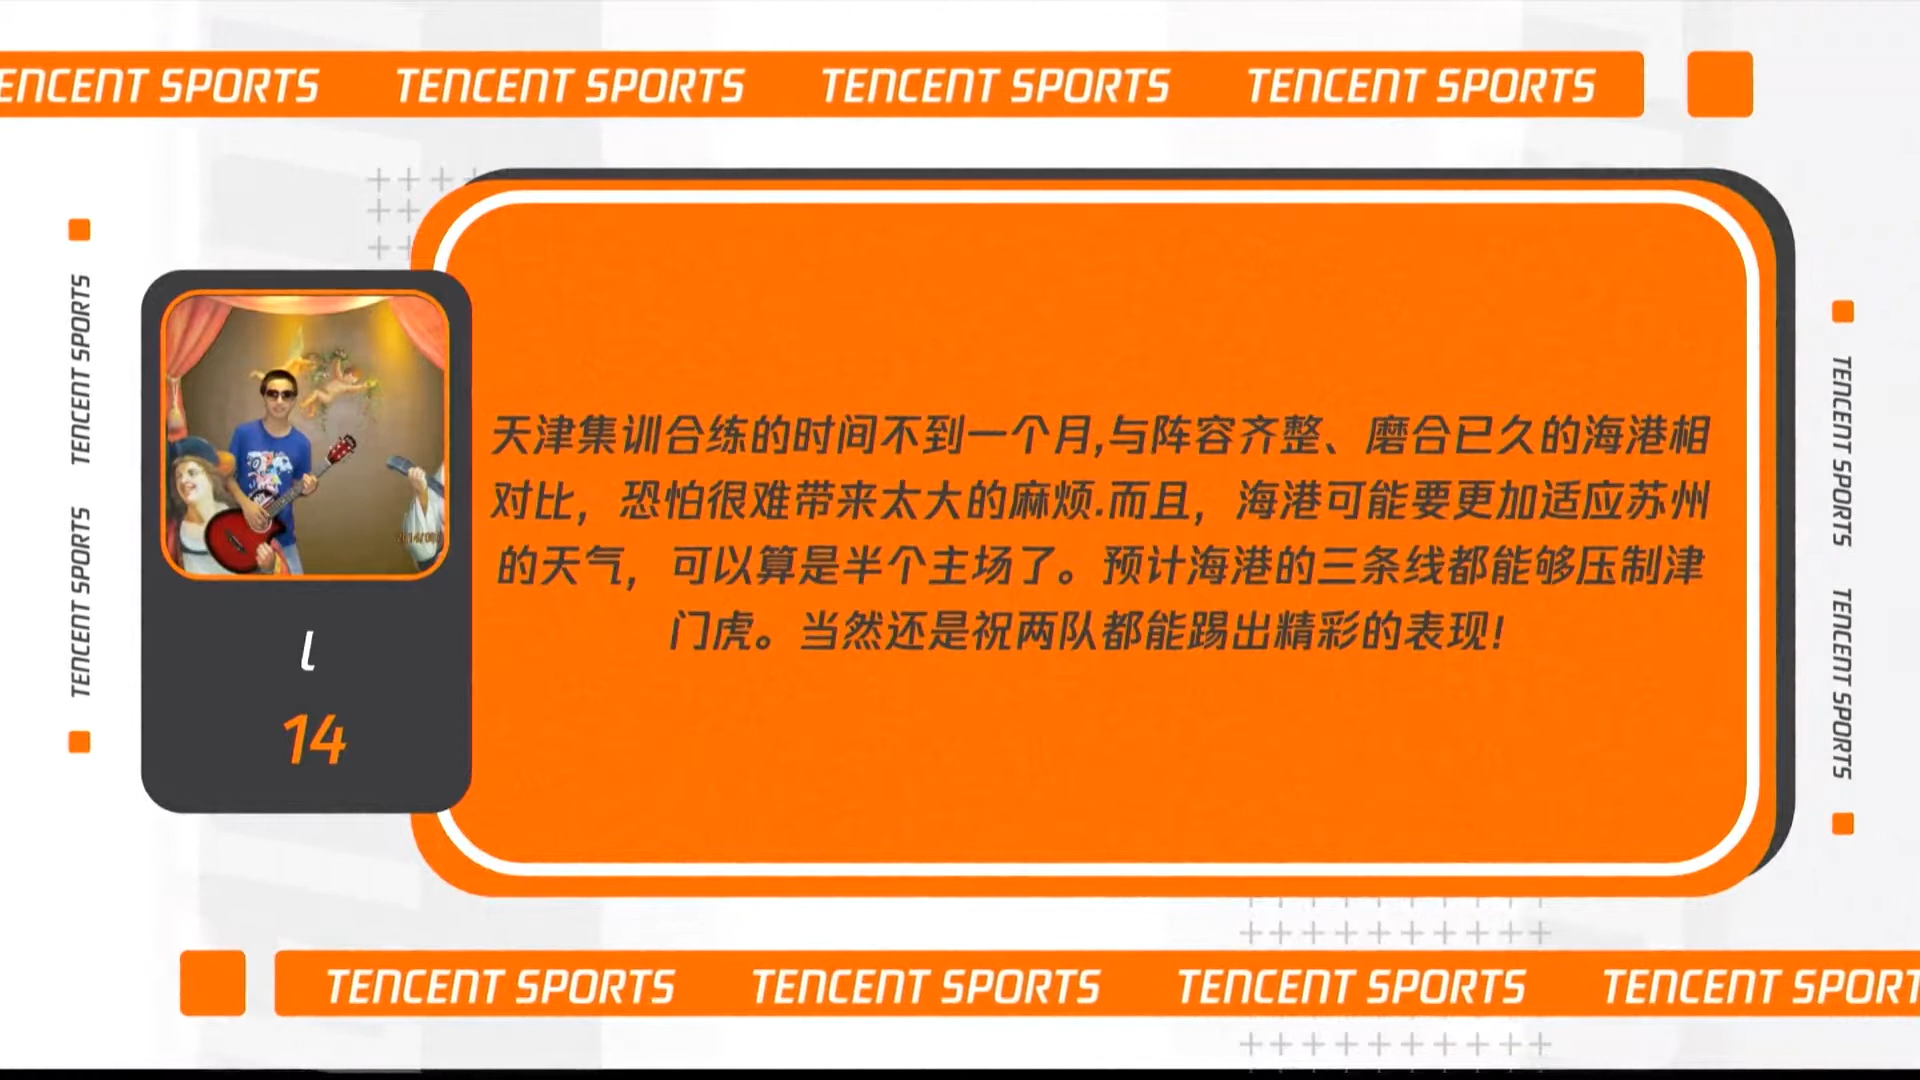 ENCENT SPORTS TENCENT SPORTS TENCENT SPORTS TENCENT SPORTS
TENCENT SPORTS TENCENT SPORTS
天津集训合练的时间不到一个月,与阵容齐整、磨合已久的海港相
对比，恐怕很难带来太大的麻烦.而且，海港可能要更加适应苏州
的天气，可以算是半个主场了。预计海港的三条线都能够压制津
门虎。当然还是祝两队都能踢出精彩的表现!
l
14
TENCENT SPORTS TENCENT SPORTS
TENCENT SPORTS TENCENT SPORTS TENCENT SPORTS TENCENT SPORT